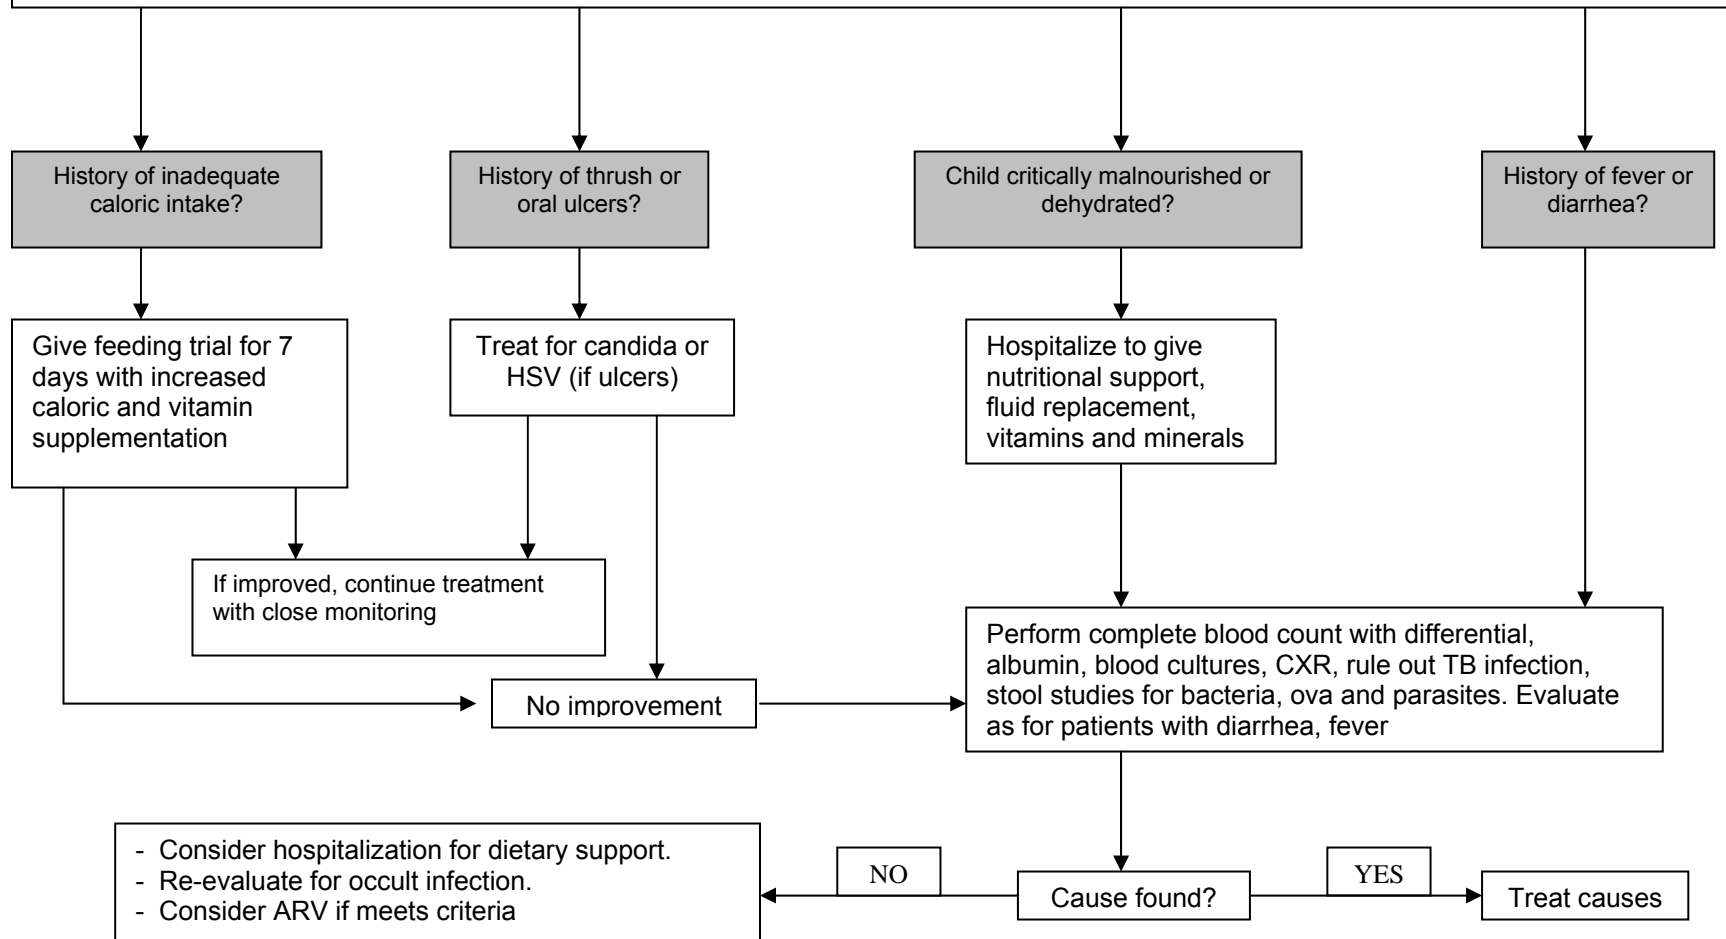 History of inadequate
caloric intake?
History of thrush or
oral ulcers?
Child critically malnourished or
dehydrated?
History of fever or
diarrhea?
Give feeding trial for 7
days with increased
caloric and vitamin
supplementation
Treat for candida or
HSV (if ulcers)
Hospitalize to give
nutritional support,
fluid replacement,
vitamins and minerals
If improved, continue treatment
with close monitoring
No improvement
Perform complete blood count with differential,
albumin, blood cultures, CXR, rule out TB infection,
stool studies for bacteria, ova and parasites. Evaluate
as for patients with diarrhea, fever
- Consider hospitalization for dietary support.
- Re-evaluate for occult infection.
- Consider ARV if meets criteria
NO
Cause found?
YES
Treat causes